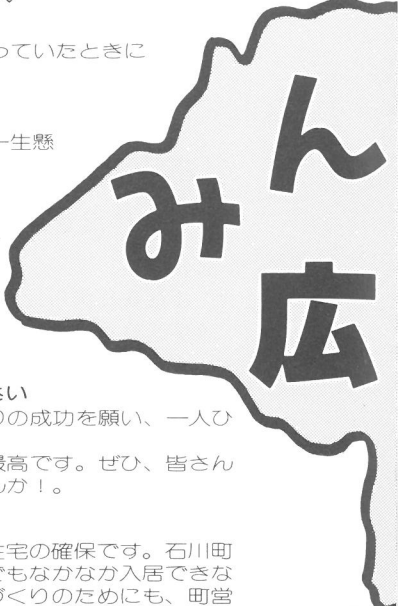 っていたときに
一生懸
ん
み
広
さい
りの成功を願い、一人ひ
最高です。ぜひ、皆さん
んか！。
住宅の確保です。石川町
でもなかなか入居できな
づくりのためにも、町営